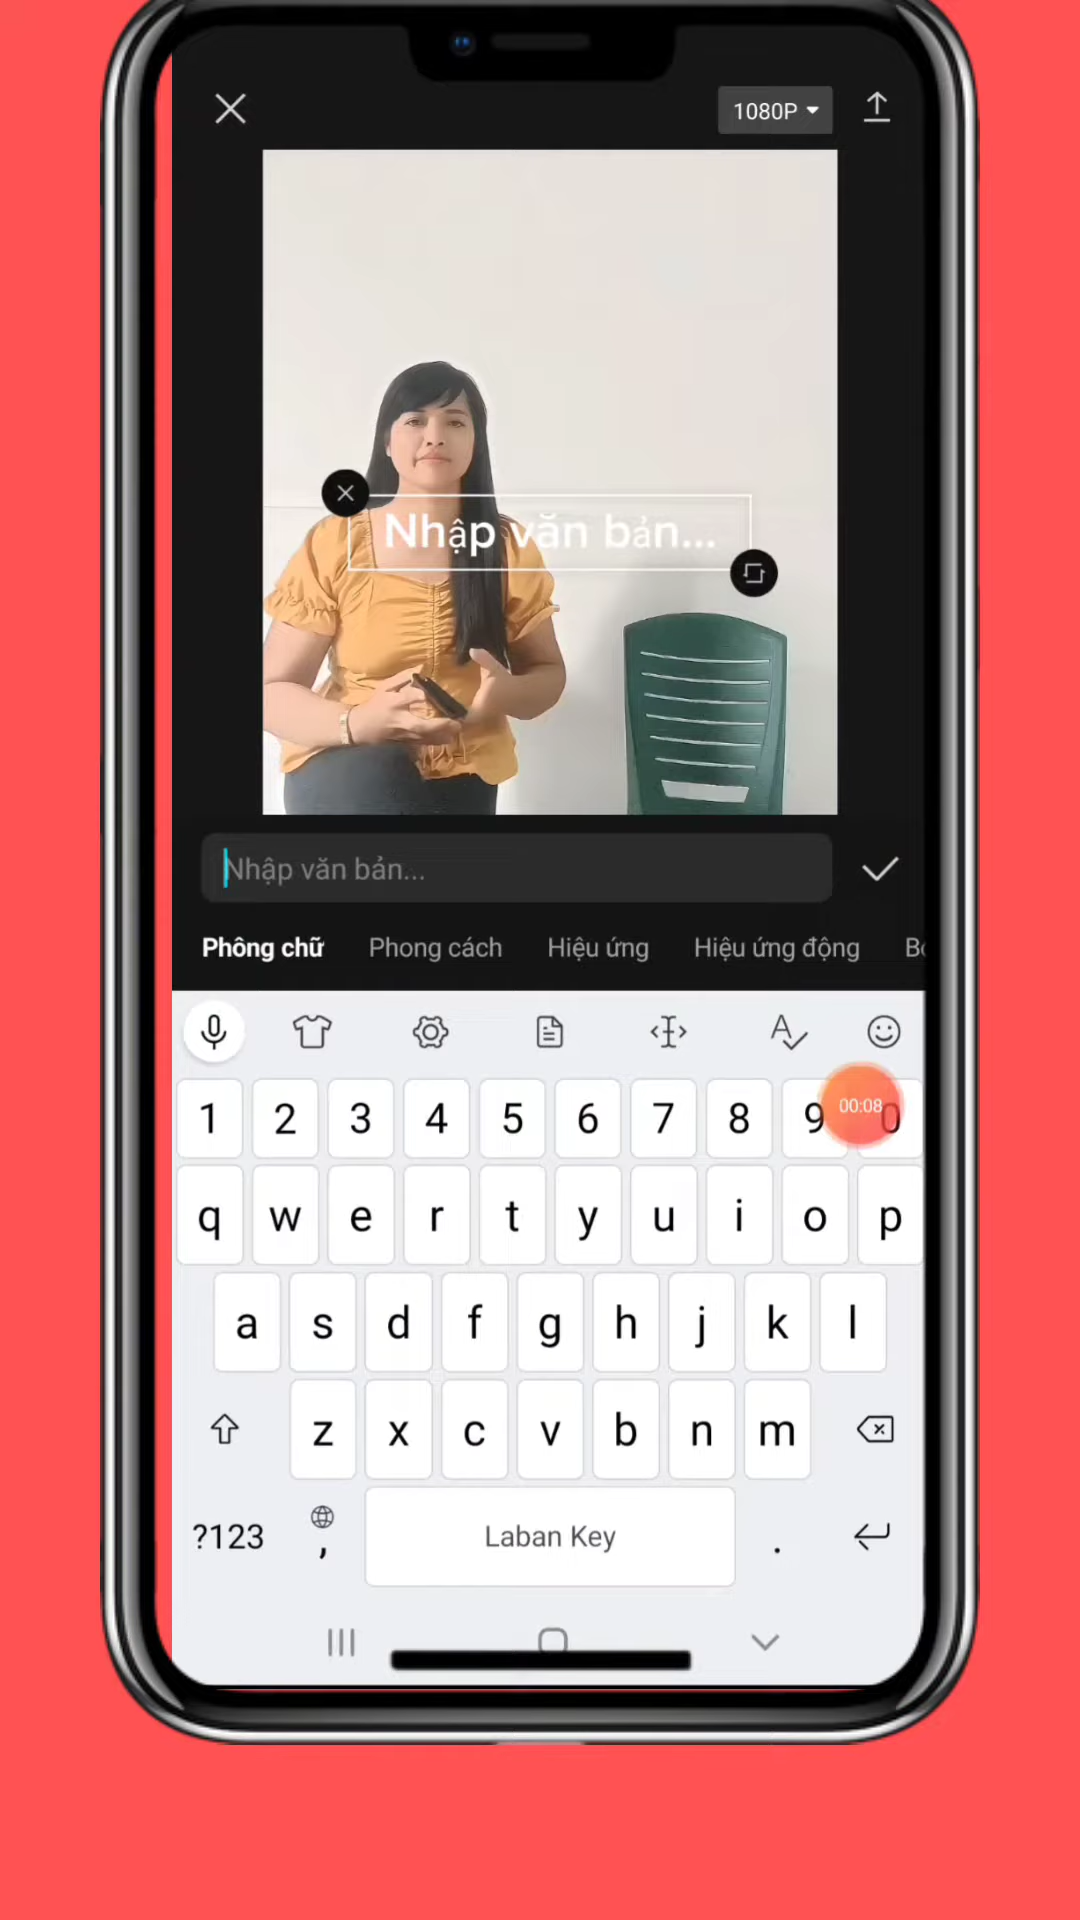 1080P
Nhập văn bản...
Nhập văn bản...
Phông chữ Phong cách Hiệu ứng Hiệu ứng động
1 2 3 4 5 6 7 8 9 0
00:08
q w e r t y u i o p
a s d f g h j k l
z x c v b n m
?123 , Laban Key .